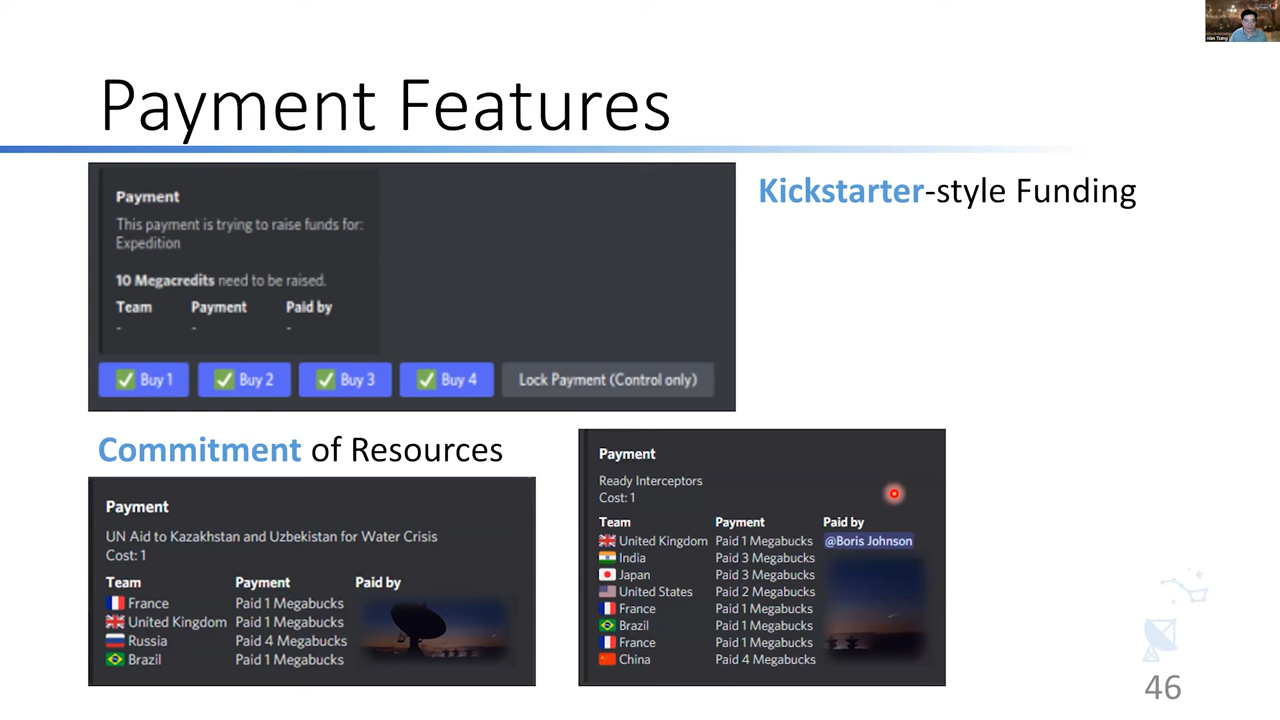 Alan Tsang
Payment Features
Payment
This payment is trying to raise funds for:
Expedition
10 Megacredits need to be raised.
Team Payment Paid by
- - -
✅ Buy 1 ✅ Buy 2 ✅ Buy 3 ✅ Buy 4 Lock Payment (Control only)
Kickstarter-style Funding
Commitment of Resources
Payment
UN Aid to Kazakhstan and Uzbekistan for Water Crisis
Cost: 1
Team Payment Paid by
France Paid 1 Megabucks
United Kingdom Paid 1 Megabucks
Russia Paid 4 Megabucks
Brazil Paid 1 Megabucks
Payment
Ready Interceptors
Cost: 1
Team Payment Paid by
United Kingdom Paid 1 Megabucks @Boris Johnson
India Paid 3 Megabucks
Japan Paid 3 Megabucks
United States Paid 2 Megabucks
France Paid 1 Megabucks
Brazil Paid 1 Megabucks
France Paid 1 Megabucks
China Paid 4 Megabucks
46